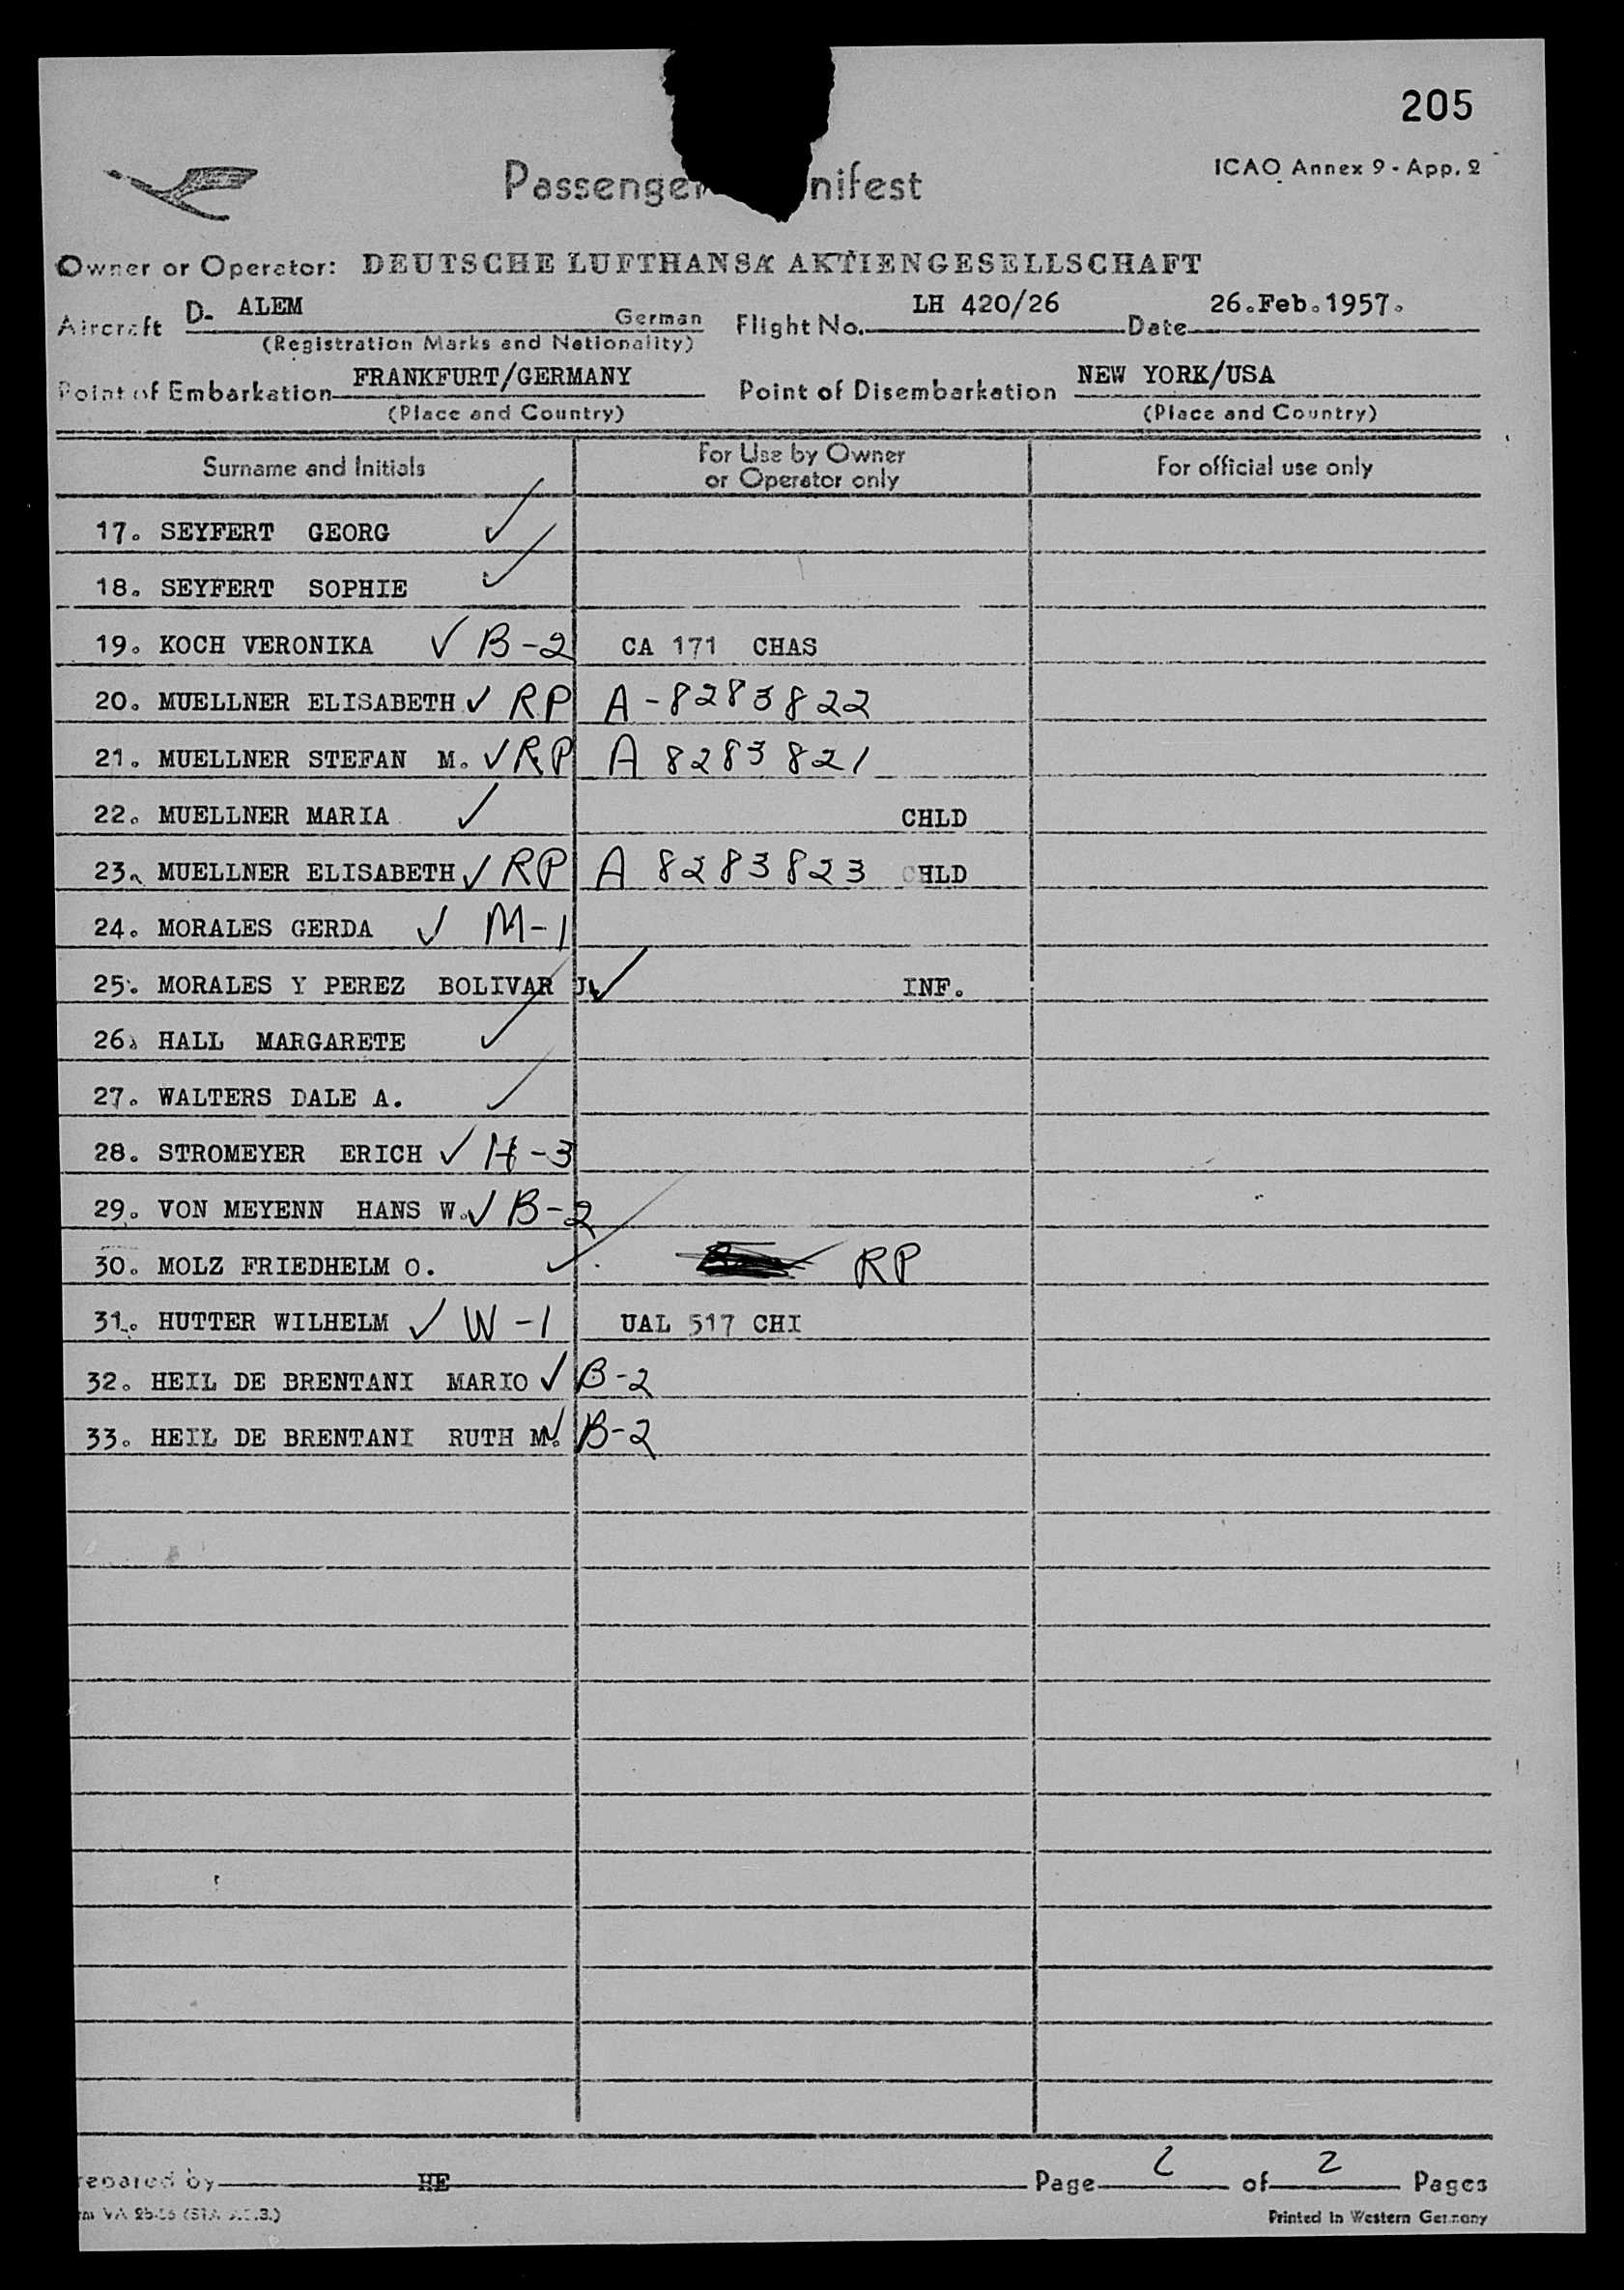 205
ICAO Annex 9 - App. 2
Passenger nifest
Owner or Operator: DEUTSCHE LUFTHANSA AKTIENGESELLSCHAFT
Aircraft D- ALEM German Flight No. LH 420/26 Date 26.Feb.1957.
(Registration Marks and Nationality)
Point of Embarkation FRANKFURT/GERMANY Point of Disembarkation NEW YORK/USA
(Place and Country) (Place and Country)
Surname and Initials For Use by Owner or Operator only For official use only
17. SEYFERT GEORG ✓
18. SEYFERT SOPHIE ✓
19. KOCH VERONIKA ✓ B-2 CA 171 CHAS
20. MUELLNER ELISABETH ✓ RP A-8283822
21. MUELLNER STEFAN M. ✓ RP A 8283821
22. MUELLNER MARIA ✓ CHLD
23. MUELLNER ELISABETH ✓ RP A 8283823 CHLD
24. MORALES GERDA ✓ M-1
25. MORALES Y PEREZ BOLIVAR J. ✓ INF.
26. HALL MARGARETE ✓
27. WALTERS DALE A. ✓
28. STROMEYER ERICH ✓ H-3
29. VON MEYENN HANS W. ✓ B-2
30. MOLZ FRIEDHELM O. ✓ RP
31. HUTTER WILHELM ✓ W-1 UAL 517 CHI
32. HEIL DE BRENTANI MARIO ✓ B-2
33. HEIL DE BRENTANI RUTH M. ✓ B-2
repared by HE Page 2 of 2 Pages
Printed in Western Germany